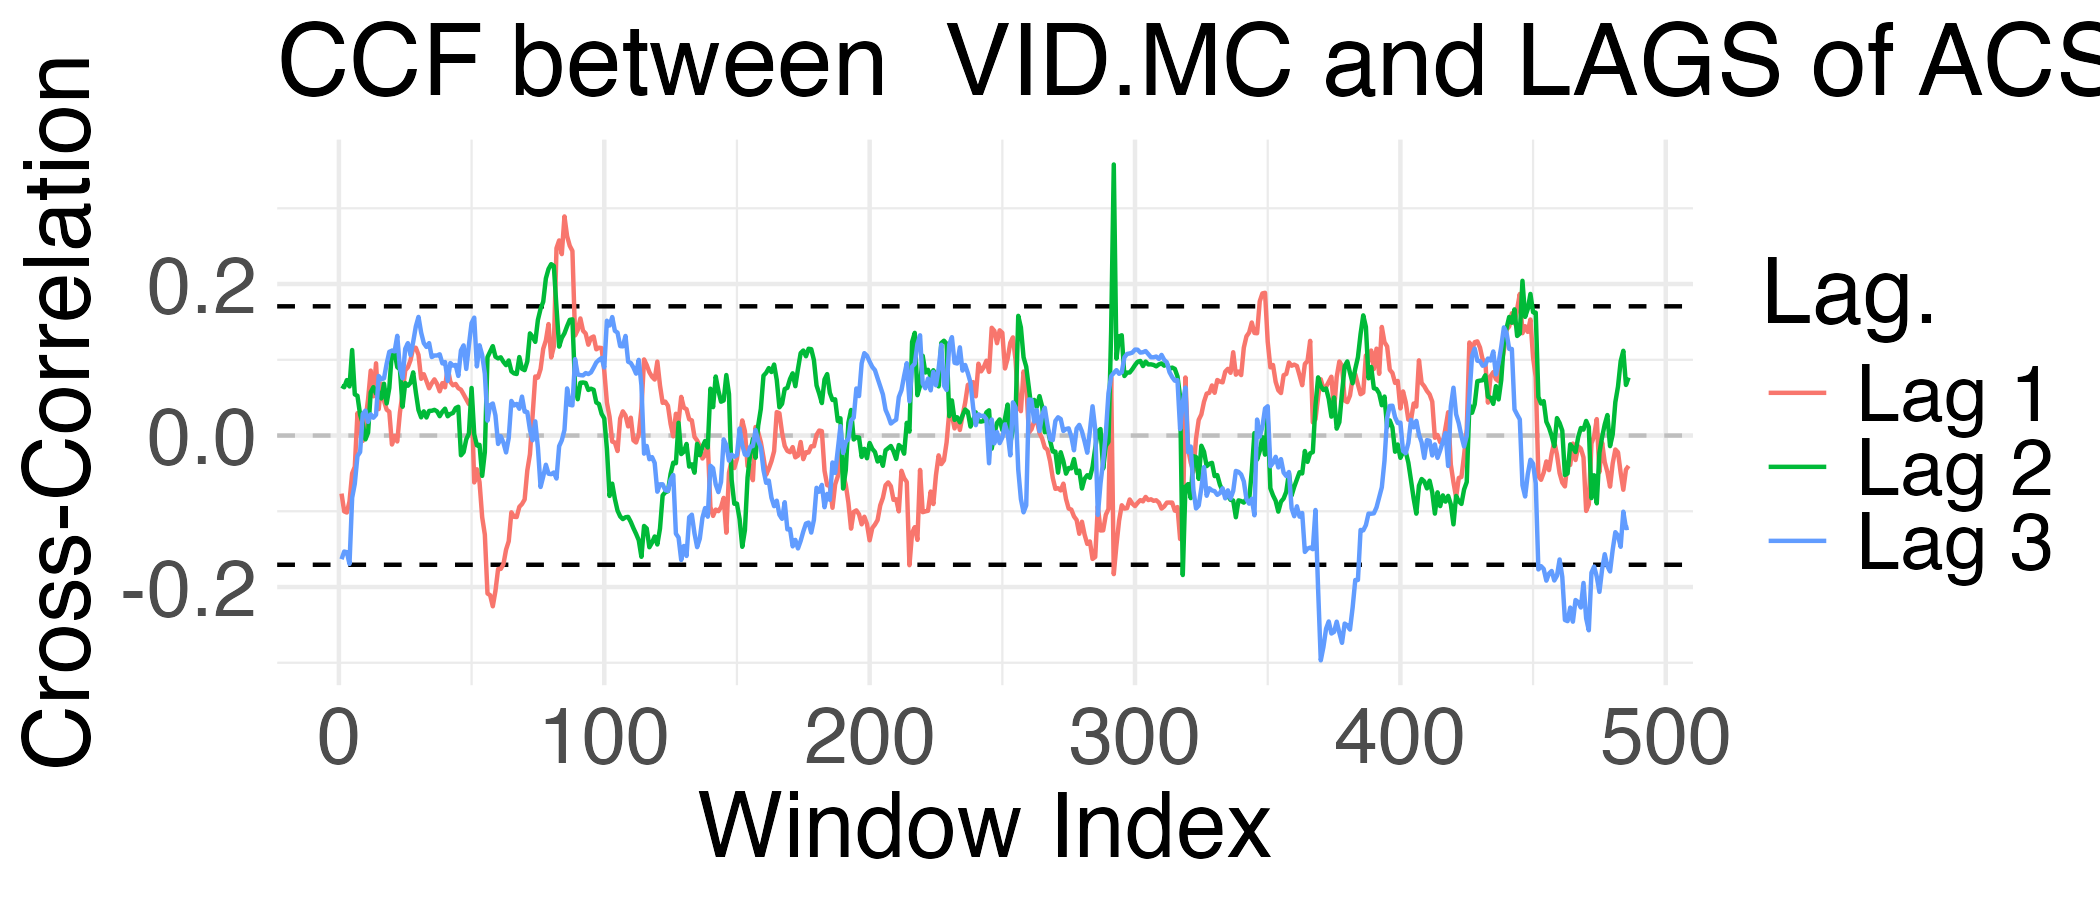 CCF between  VID.MC and LAGS of ACS
Cross-Correlation
0.2
0.0
-0.2
0
100
200
300
400
500
Window Index
Lag.
Lag 1
Lag 2
Lag 3